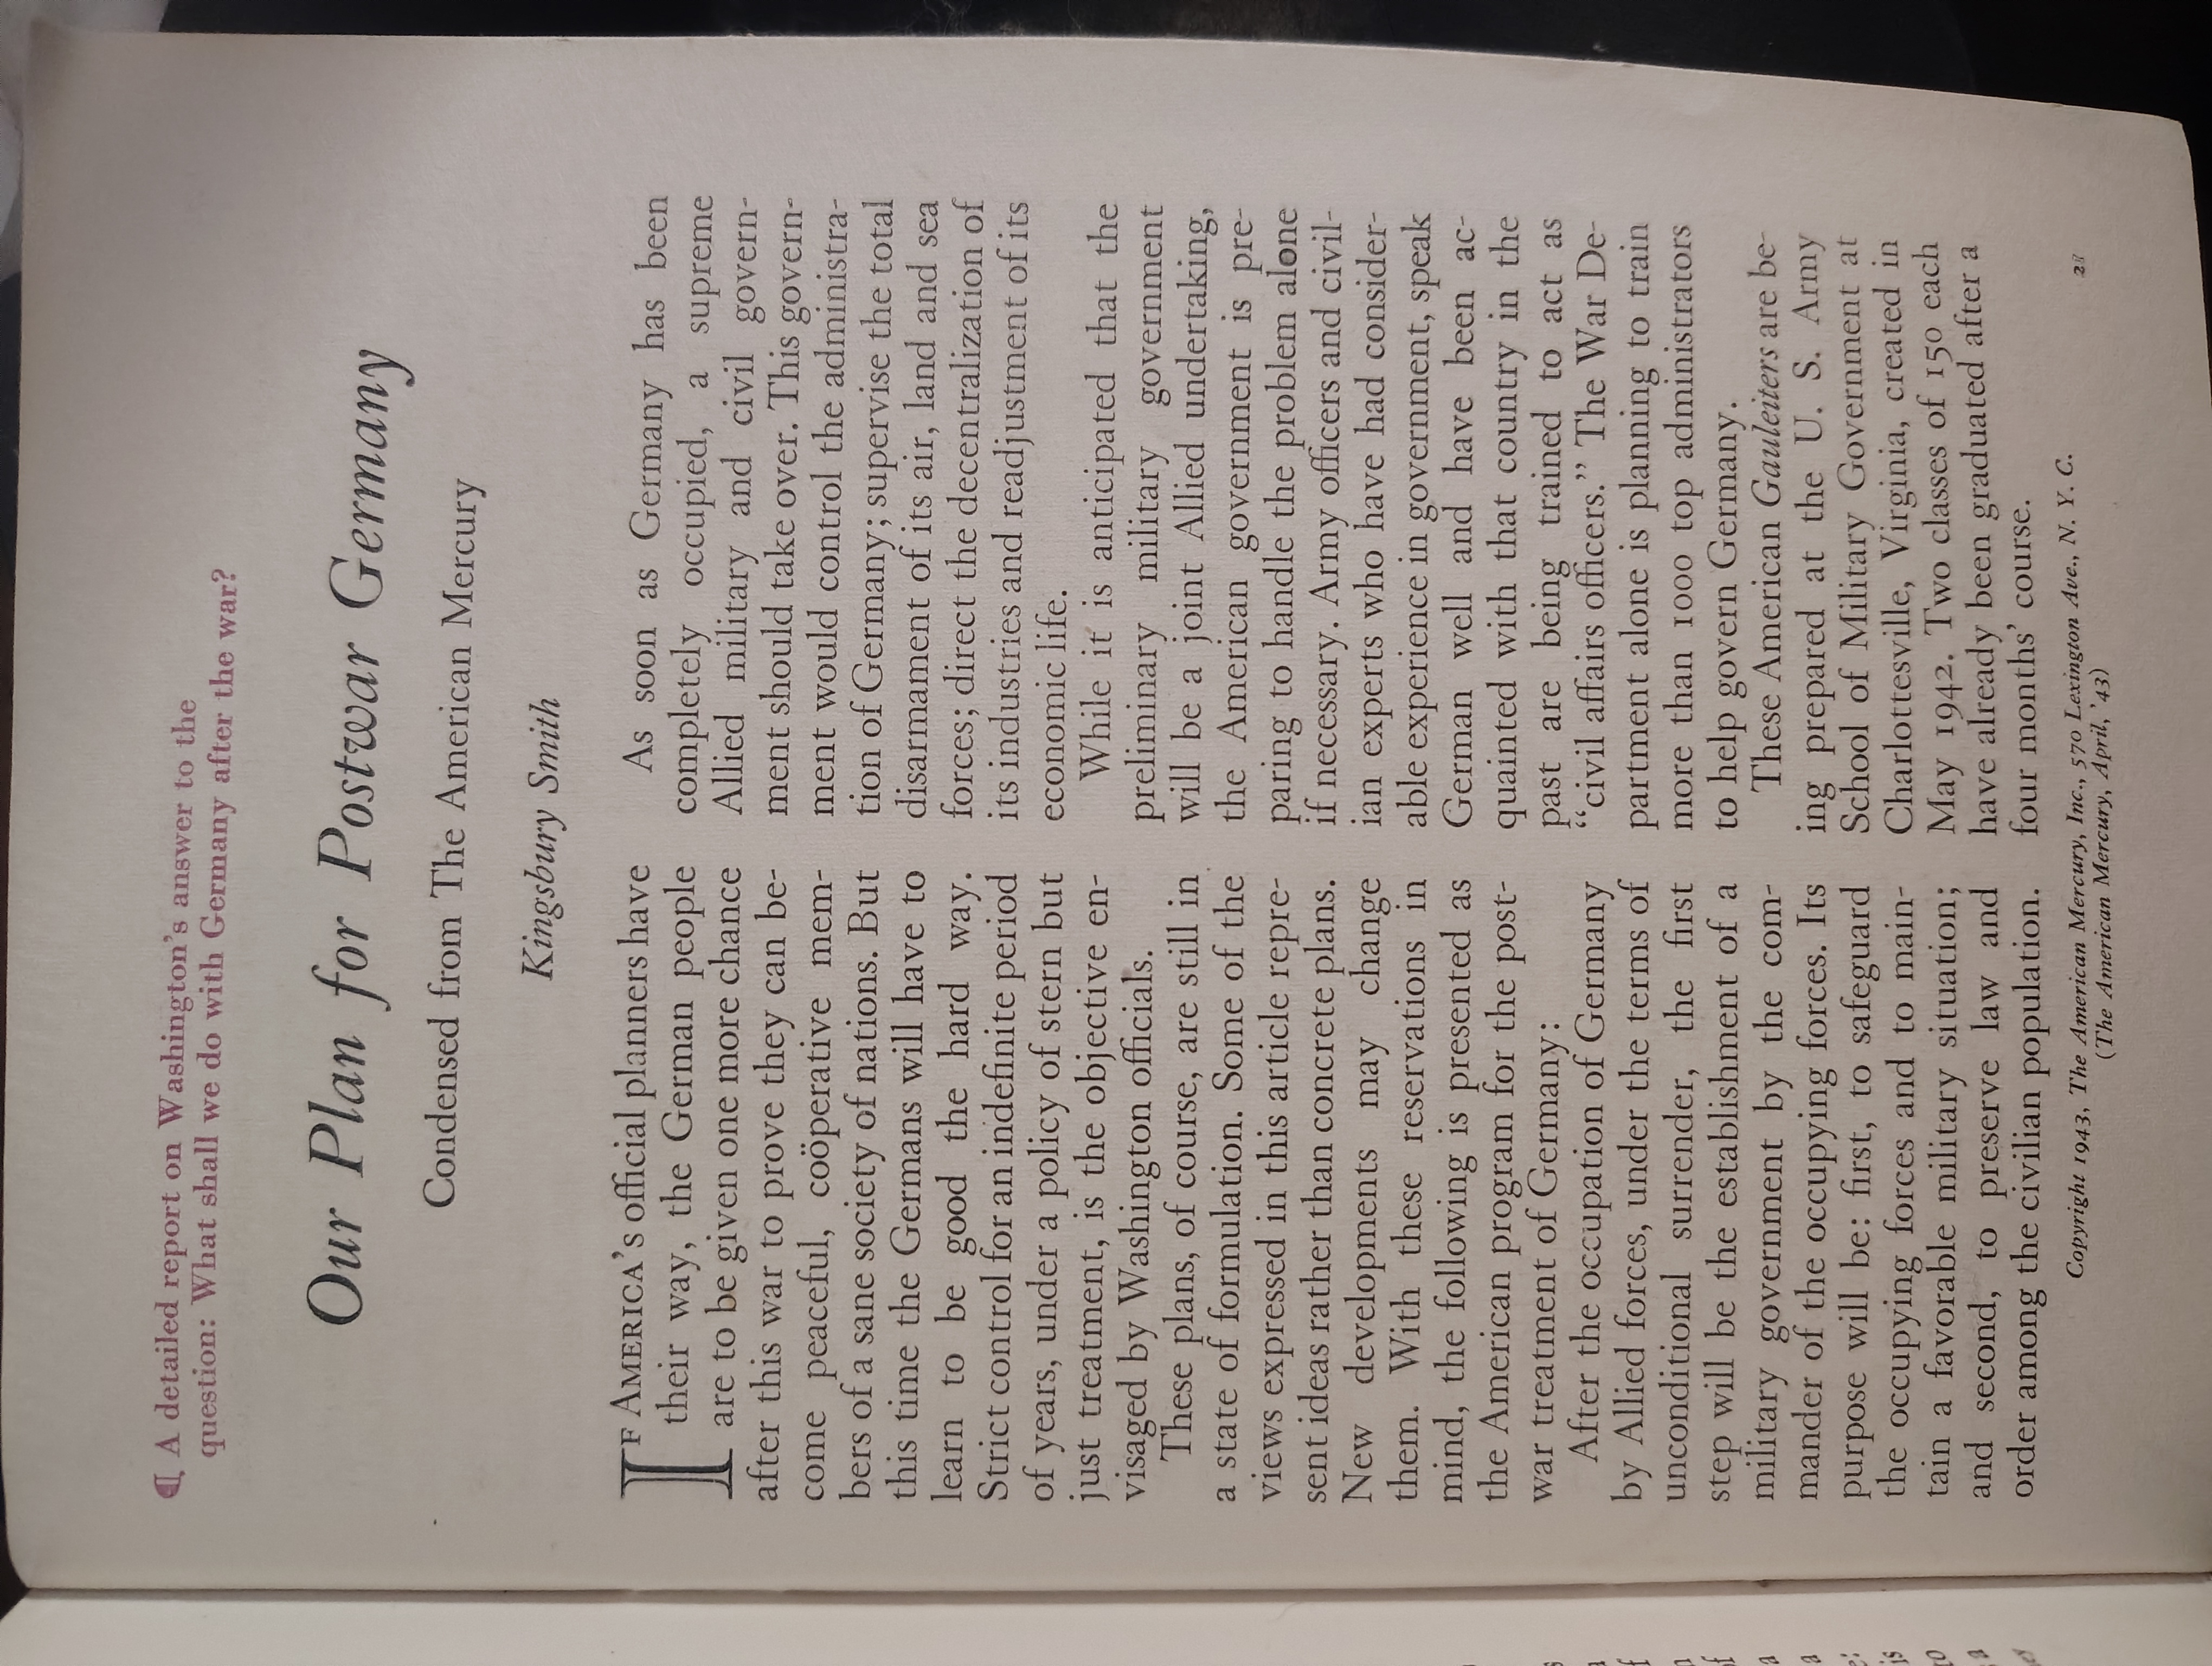 ¶ A detailed report on Washington's answer to the
question: What shall we do with Germany after the war?
Our Plan for Postwar Germany
Condensed from The American Mercury
Kingsbury Smith
IF AMERICA'S official planners have
their way, the German people
are to be given one more chance
after this war to prove they can be-
come peaceful, coöperative mem-
bers of a sane society of nations. But
this time the Germans will have to
learn to be good the hard way.
Strict control for an indefinite period
of years, under a policy of stern but
just treatment, is the objective en-
visaged by Washington officials.
These plans, of course, are still in
a state of formulation. Some of the
views expressed in this article repre-
sent ideas rather than concrete plans.
New developments may change
them. With these reservations in
mind, the following is presented as
the American program for the post-
war treatment of Germany:
After the occupation of Germany
by Allied forces, under the terms of
unconditional surrender, the first
step will be the establishment of a
military government by the com-
mander of the occupying forces. Its
purpose will be: first, to safeguard
the occupying forces and to main-
tain a favorable military situation;
and second, to preserve law and
order among the civilian population.
As soon as Germany has been
completely occupied, a supreme
Allied military and civil govern-
ment should take over. This govern-
ment would control the administra-
tion of Germany; supervise the total
disarmament of its air, land and sea
forces; direct the decentralization of
its industries and readjustment of its
economic life.
While it is anticipated that the
preliminary military government
will be a joint Allied undertaking,
the American government is pre-
paring to handle the problem alone
if necessary. Army officers and civil-
ian experts who have had consider-
able experience in government, speak
German well and have been ac-
quainted with that country in the
past are being trained to act as
“civil affairs officers.” The War De-
partment alone is planning to train
more than 1000 top administrators
to help govern Germany.
These American Gauleiters are be-
ing prepared at the U. S. Army
School of Military Government at
Charlottesville, Virginia, created in
May 1942. Two classes of 150 each
have already been graduated after a
four months' course.
Copyright 1943, The American Mercury, Inc., 570 Lexington Ave., N. Y. C.
(The American Mercury, April, '43)